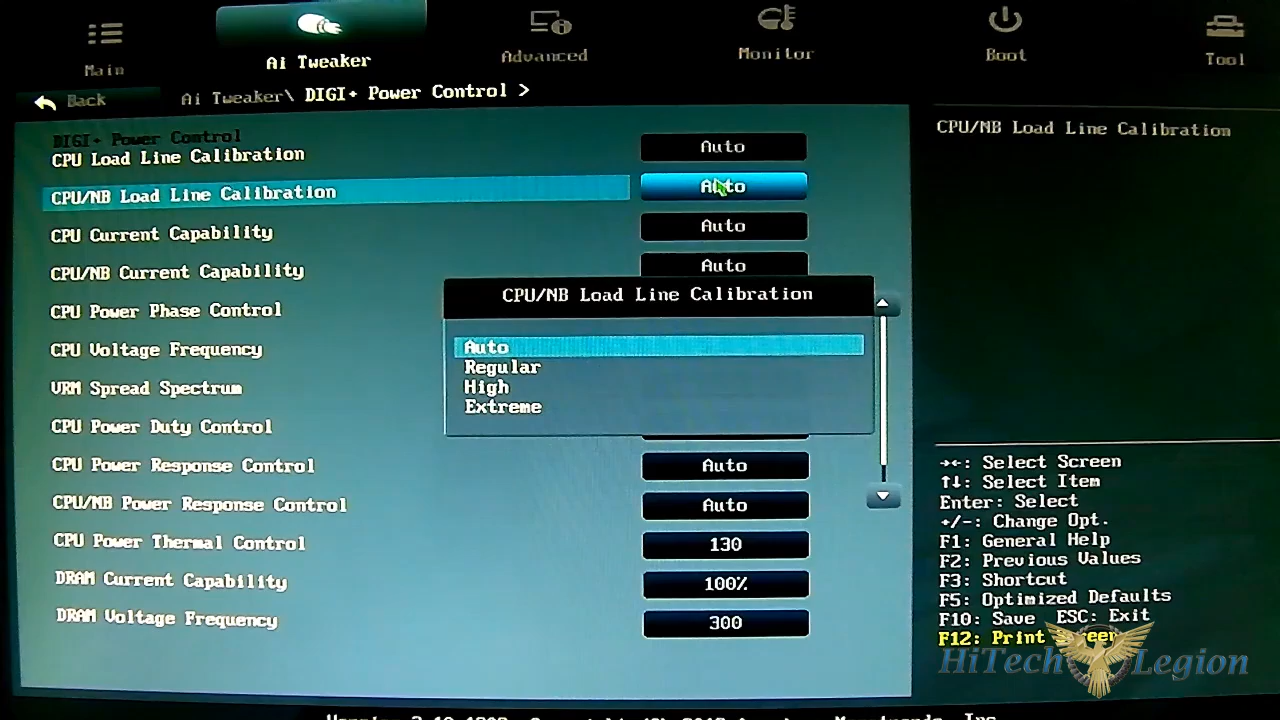 Main
Ai Tweaker
Advanced
Monitor
Boot
Tool
Back
Ai Tweaker\ DIGI+ Power Control >
DIGI+ Power Control
CPU Load Line Calibration Auto
CPU/NB Load Line Calibration Auto
CPU Current Capability Auto
CPU/NB Current Capability Auto
CPU Power Phase Control
CPU Voltage Frequency
VRM Spread Spectrum
CPU Power Duty Control
CPU Power Response Control Auto
CPU/NB Power Response Control Auto
CPU Power Thermal Control 130
DRAM Current Capability 100%
DRAM Voltage Frequency 300
CPU/NB Load Line Calibration
Auto
Regular
High
Extreme
CPU/NB Load Line Calibration
→←: Select Screen
↑↓: Select Item
Enter: Select
+/-: Change Opt.
F1: General Help
F2: Previous Values
F3: Shortcut
F5: Optimized Defaults
F10: Save ESC: Exit
F12: Print Screen
HiTech Legion